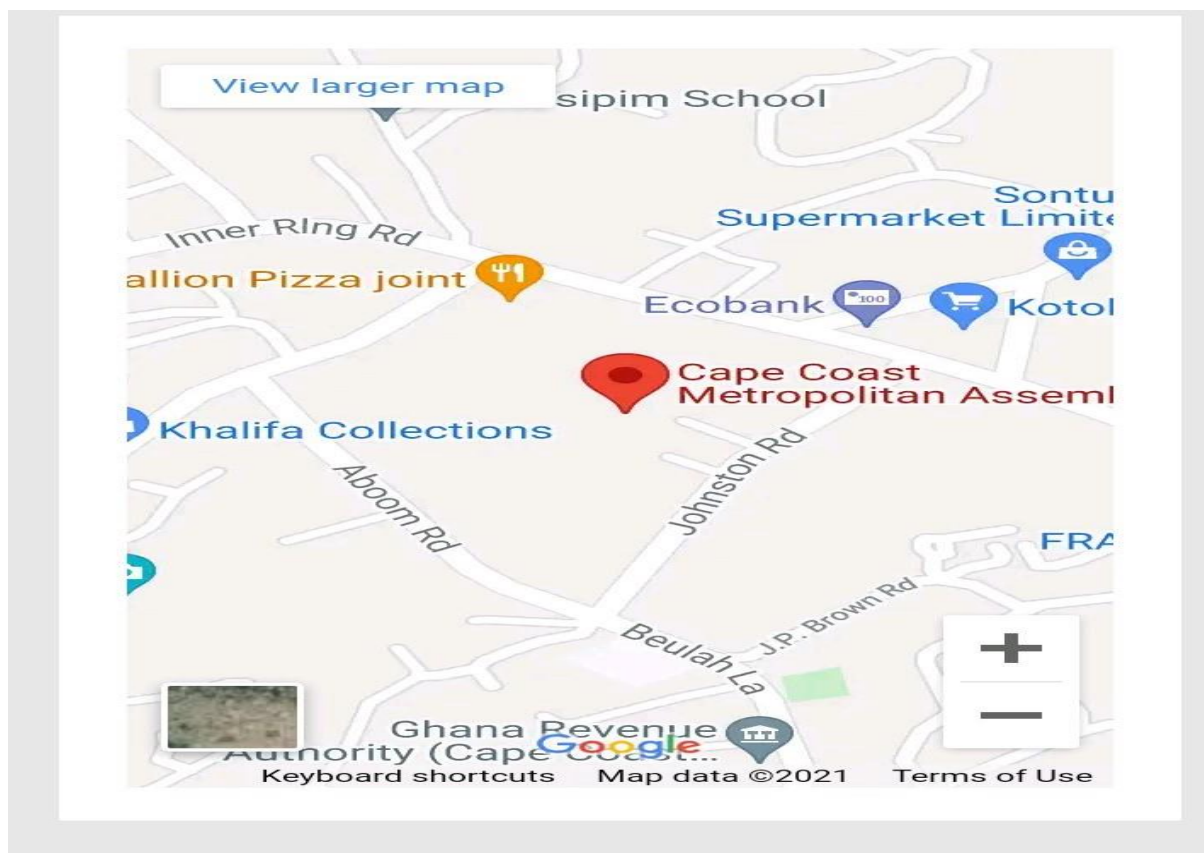 View larger map
sipim School
Inner RIng Rd
Sontu
Supermarket Limite
allion Pizza joint
Ecobank
100
Kotol
Cape Coast
Metropolitan Asseml
Khalifa Collections
Johnston Rd
Aboom Rd
FRA
J.P. Brown Rd
Beulah La
Ghana Revenue
Authority (Cape Coast...
Google
Keyboard shortcuts Map data ©2021 Terms of Use